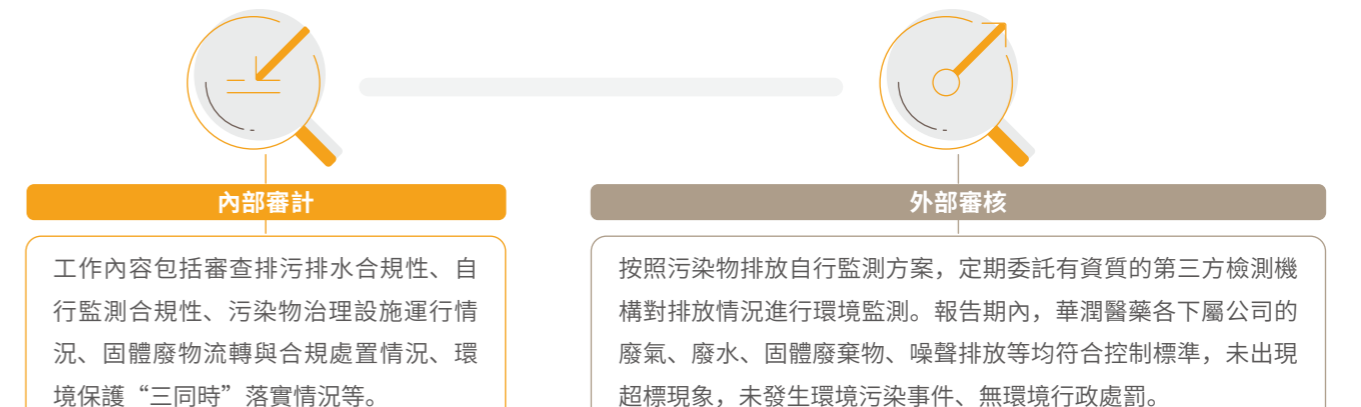 內部審計
工作內容包括審查排污排水合規性、自
行監測合規性、污染物治理設施運行情
況、固體廢物流轉與合規處置情況、環
境保護“三同時”落實情況等。
外部審核
按照污染物排放自行監測方案，定期委託有資質的第三方檢測機
構對排放情況進行環境監測。報告期內，華潤醫藥各下屬公司的
廢氣、廢水、固體廢棄物、噪聲排放等均符合控制標準，未出現
超標現象，未發生環境污染事件、無環境行政處罰。